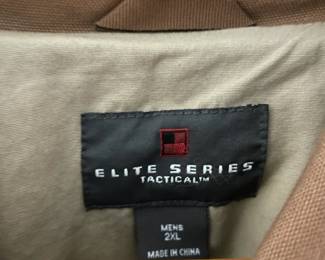 ELITE SERIES
TACTICAL™
MENS
2XL
MADE IN CHINA